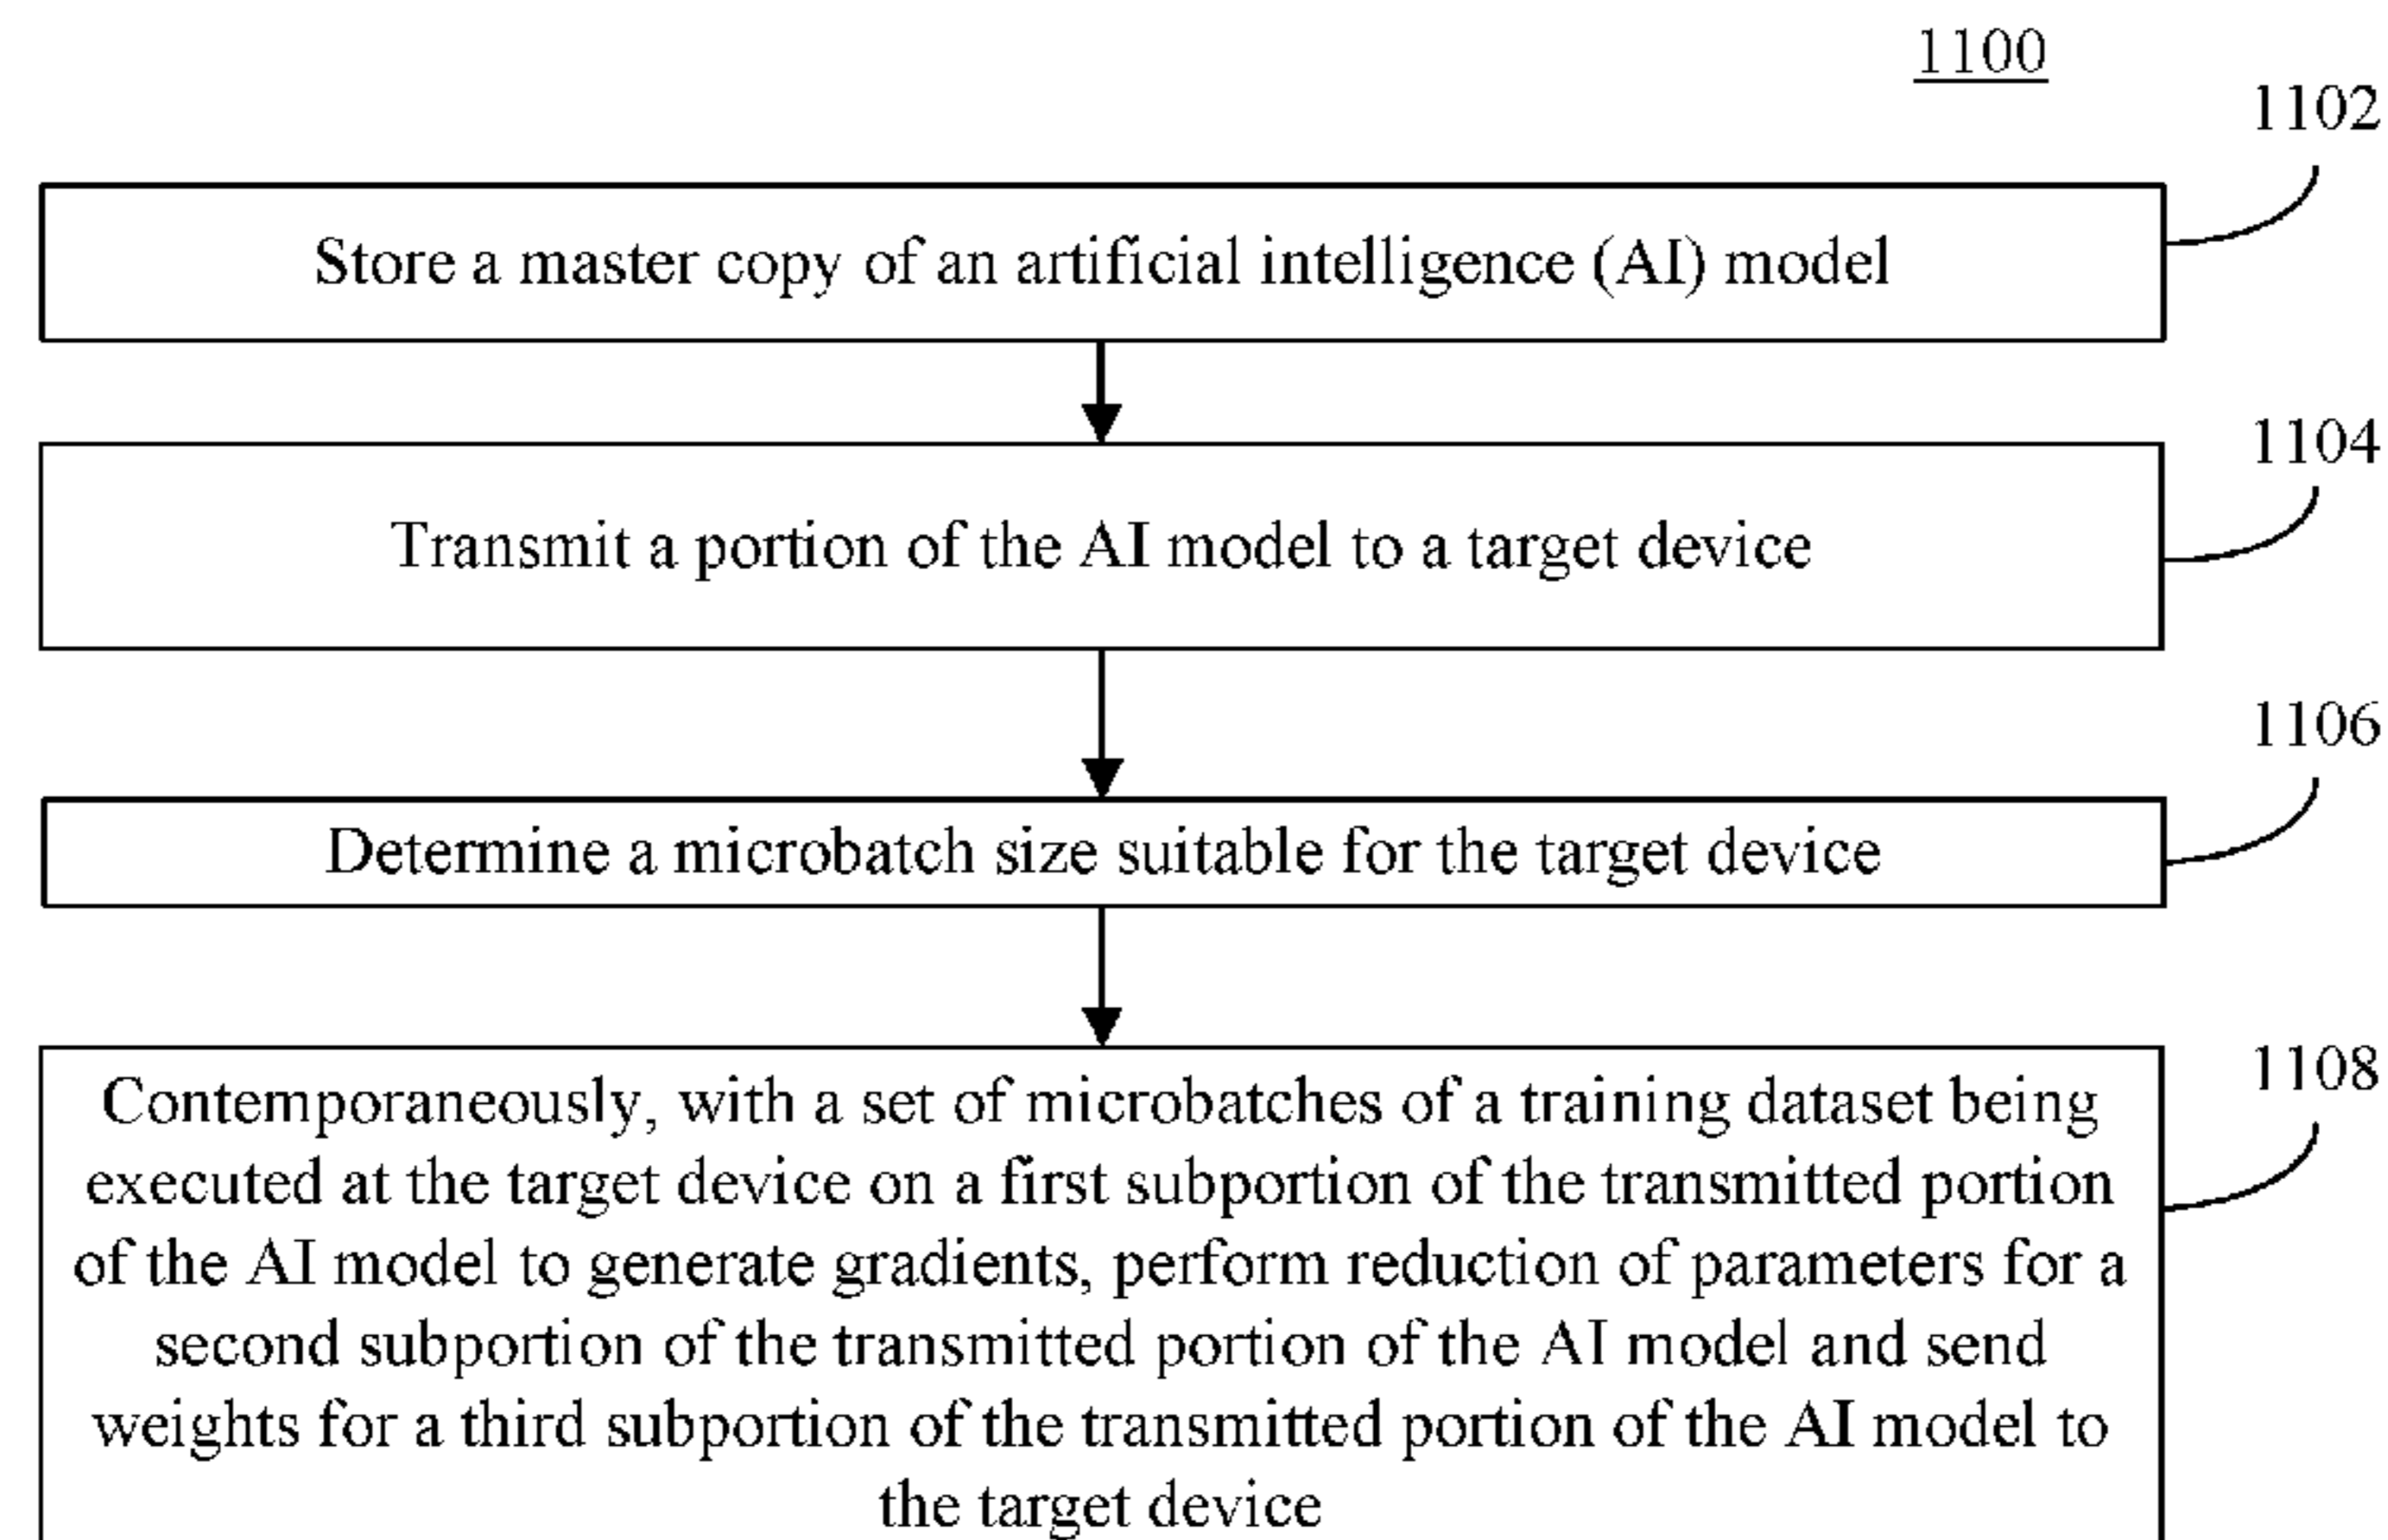 1100
1102
Store a master copy of an artificial intelligence (AI) model
1104
Transmit a portion of the AI model to a target device
1106
Determine a microbatch size suitable for the target device
1108
Contemporaneously, with a set of microbatches of a training dataset being
executed at the target device on a first subportion of the transmitted portion
of the AI model to generate gradients, perform reduction of parameters for a
second subportion of the transmitted portion of the AI model and send
weights for a third subportion of the transmitted portion of the AI model to
the target device